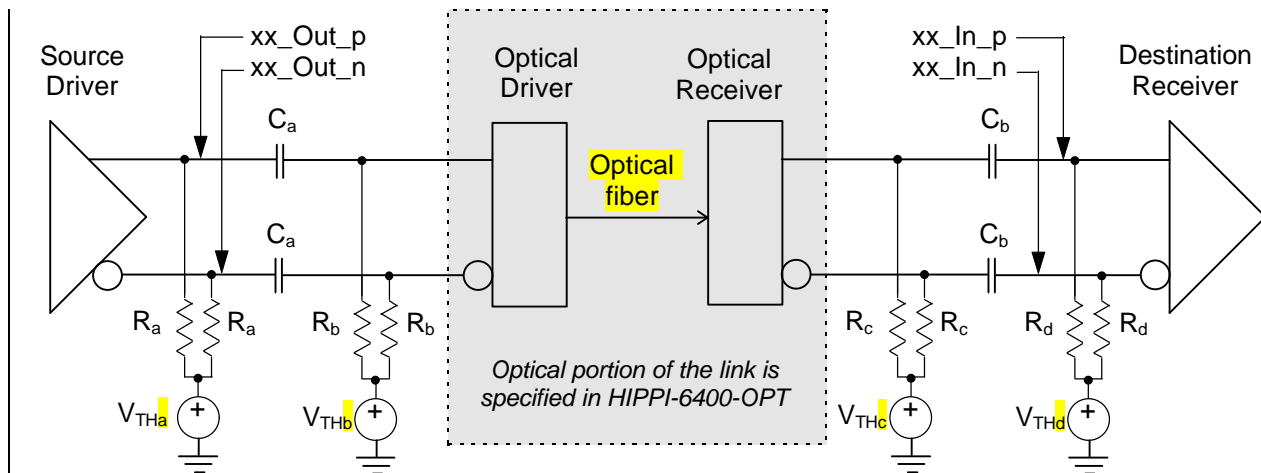 Source
Driver
xx_Out_p
xx_Out_n
Optical
Driver
Optical
Receiver
xx_In_p
xx_In_n
Destination
Receiver
Ca
Cb
Optical
fiber
Ca
Cb
Ra
Ra
Rb
Rb
Rc
Rc
Rd
Rd
Optical portion of the link is
specified in HIPPI-6400-OPT
VTHa
+
VTHb
+
VTHc
+
VTHd
+